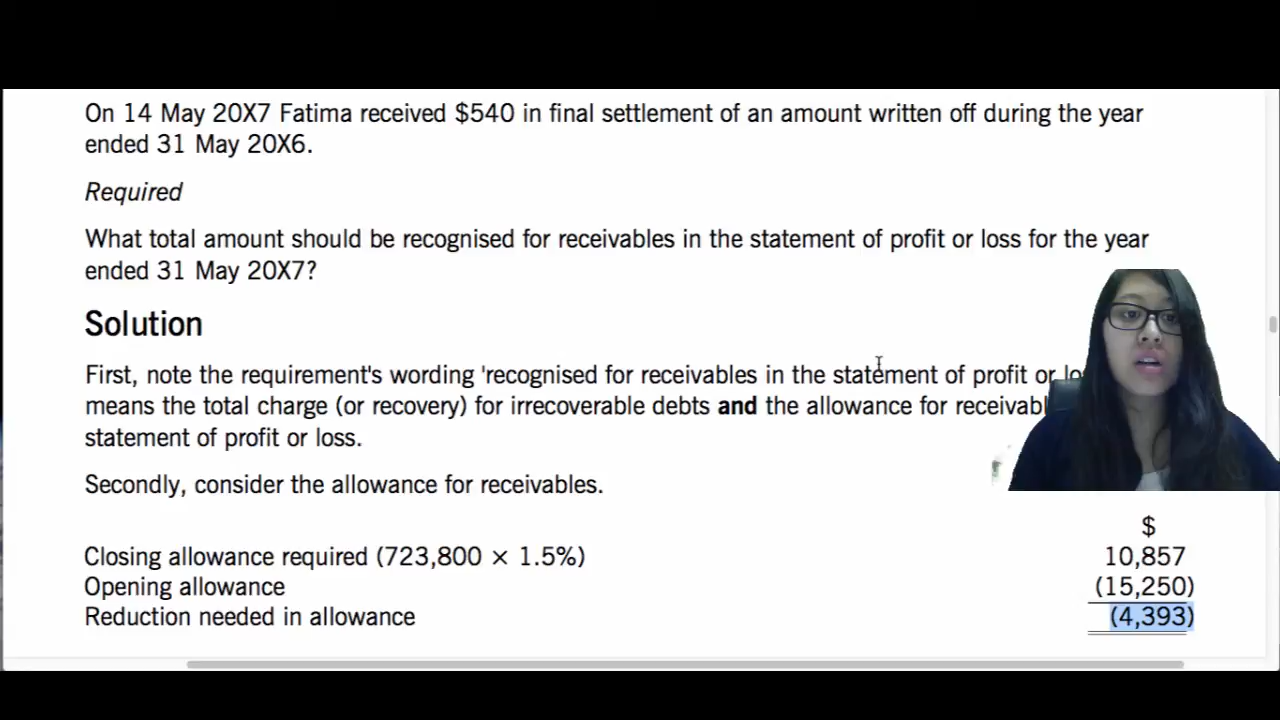 On 14 May 20X7 Fatima received $540 in final settlement of an amount written off during the year
ended 31 May 20X6.
Required
What total amount should be recognised for receivables in the statement of profit or loss for the year
ended 31 May 20X7?
Solution
First, note the requirement's wording 'recognised for receivables in the statement of profit or
means the total charge (or recovery) for irrecoverable debts and the allowance for
statement of profit or loss.
Secondly, consider the allowance for receivables.
$
Closing allowance required (723,800 × 1.5%) 10,857
Opening allowance (15,250)
Reduction needed in allowance (4,393)